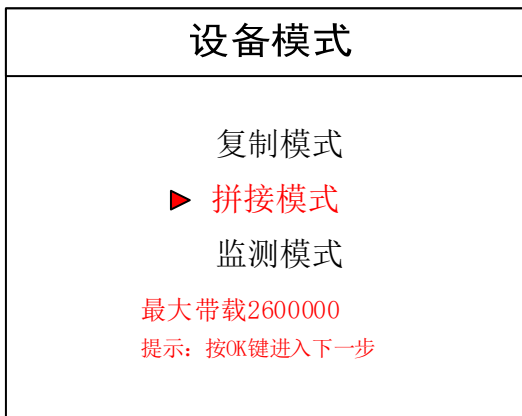 设备模式
复制模式
拼接模式
监测模式
最大带载2600000
提示：按OK键进入下一步